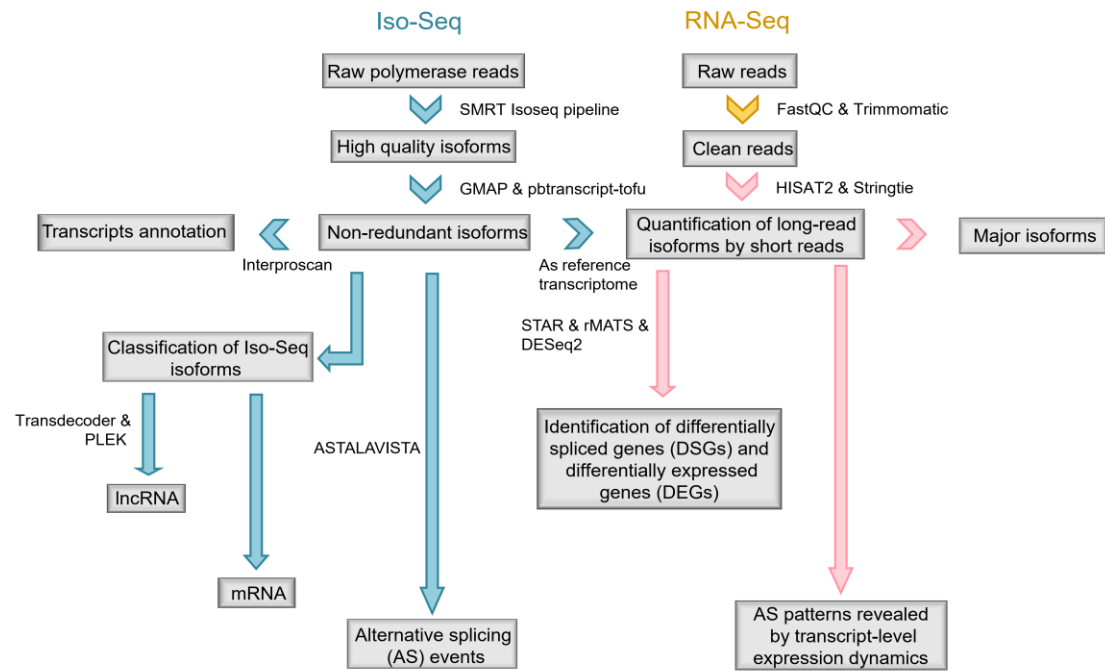 Iso-Seq
RNA-Seq
Raw polymerase reads
Raw reads
SMRT Isoseq pipeline
FastQC & Trimmomatic
High quality isoforms
Clean reads
GMAP & pbtranscript-tofu
HISAT2 & Stringtie
Transcripts annotation
Non-redundant isoforms
Quantification of long-read
isoforms by short reads
Major isoforms
Interproscan
As reference
transcriptome
STAR & rMATS &
DESeq2
Classification of Iso-Seq
isoforms
Transdecoder &
PLEK
ASTALAVISTA
Identification of differentially
spliced genes (DSGs) and
differentially expressed
genes (DEGs)
lncRNA
mRNA
Alternative splicing
(AS) events
AS patterns revealed
by transcript-level
expression dynamics